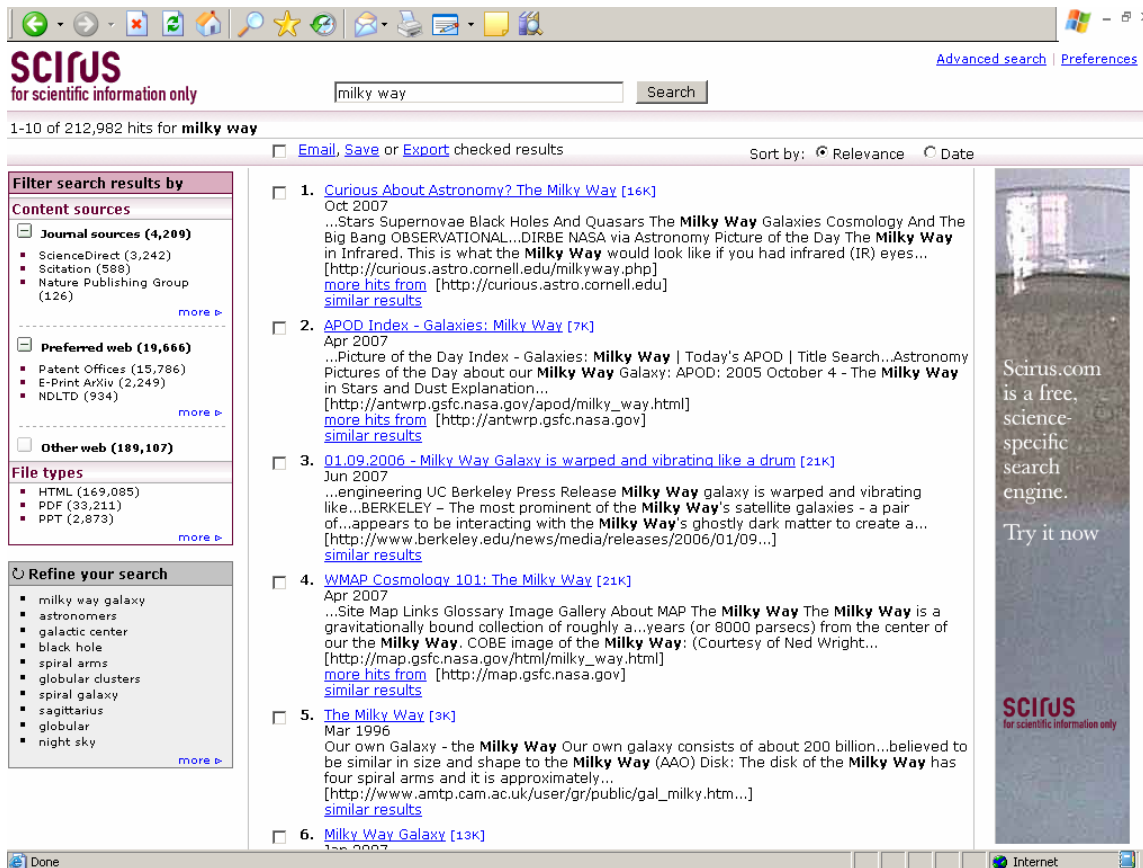 SCIRUS
for scientific information only
Advanced search | Preferences
milky way
Search
1-10 of 212,982 hits for milky way
Email, Save or Export checked results
Sort by: Relevance Date
Filter search results by
Content sources
Journal sources (4,209)
ScienceDirect (3,242)
Scitation (588)
Nature Publishing Group
(126)
more
Preferred web (19,666)
Patent Offices (15,786)
E-Print ArXiv (2,249)
NDLTD (934)
more
Other web (189,107)
File types
HTML (169,085)
PDF (33,211)
PPT (2,873)
more
Refine your search
milky way galaxy
astronomers
galactic center
black hole
spiral arms
globular clusters
spiral galaxy
sagittarius
globular
night sky
more
1. Curious About Astronomy? The Milky Way [16K]
Oct 2007
...Stars Supernovae Black Holes And Quasars The Milky Way Galaxies Cosmology And The
Big Bang OBSERVATIONAL...DIRBE NASA via Astronomy Picture of the Day The Milky Way
in Infrared. This is what the Milky Way would look like if you had infrared (IR) eyes...
[http://curious.astro.cornell.edu/milkyway.php]
more hits from [http://curious.astro.cornell.edu]
similar results
2. APOD Index - Galaxies: Milky Way [7K]
Apr 2007
...Picture of the Day Index - Galaxies: Milky Way | Today's APOD | Title Search...Astronomy
Pictures of the Day about our Milky Way Galaxy: APOD: 2005 October 4 - The Milky Way
in Stars and Dust Explanation...
[http://antwrp.gsfc.nasa.gov/apod/milky_way.html]
more hits from [http://antwrp.gsfc.nasa.gov]
similar results
3. 01.09.2006 - Milky Way Galaxy is warped and vibrating like a drum [21K]
Jun 2007
...engineering UC Berkeley Press Release Milky Way galaxy is warped and vibrating
like...BERKELEY – The most prominent of the Milky Way's satellite galaxies - a pair
of...appears to be interacting with the Milky Way's ghostly dark matter to create a...
[http://www.berkeley.edu/news/media/releases/2006/01/09...]
similar results
4. WMAP Cosmology 101: The Milky Way [21K]
Apr 2007
...Site Map Links Glossary Image Gallery About MAP The Milky Way The Milky Way is a
gravitationally bound collection of roughly a...years (or 8000 parsecs) from the center of
our the Milky Way. COBE image of the Milky Way: (Courtesy of Ned Wright...
[http://map.gsfc.nasa.gov/html/milky_way.html]
more hits from [http://map.gsfc.nasa.gov]
similar results
5. The Milky Way [3K]
Mar 1996
Our own Galaxy - the Milky Way Our own galaxy consists of about 200 billion...believed to
be similar in size and shape to the Milky Way (AAO) Disk: The disk of the Milky Way has
four spiral arms and it is approximately...
[http://www.amtp.cam.ac.uk/user/gr/public/gal_milky.htm...]
similar results
6. Milky Way Galaxy [13K]
Jan 2007
Scirus.com
is a free,
science-
specific
search
engine.
Try it now
SCIRUS
for scientific information only
Done
Internet